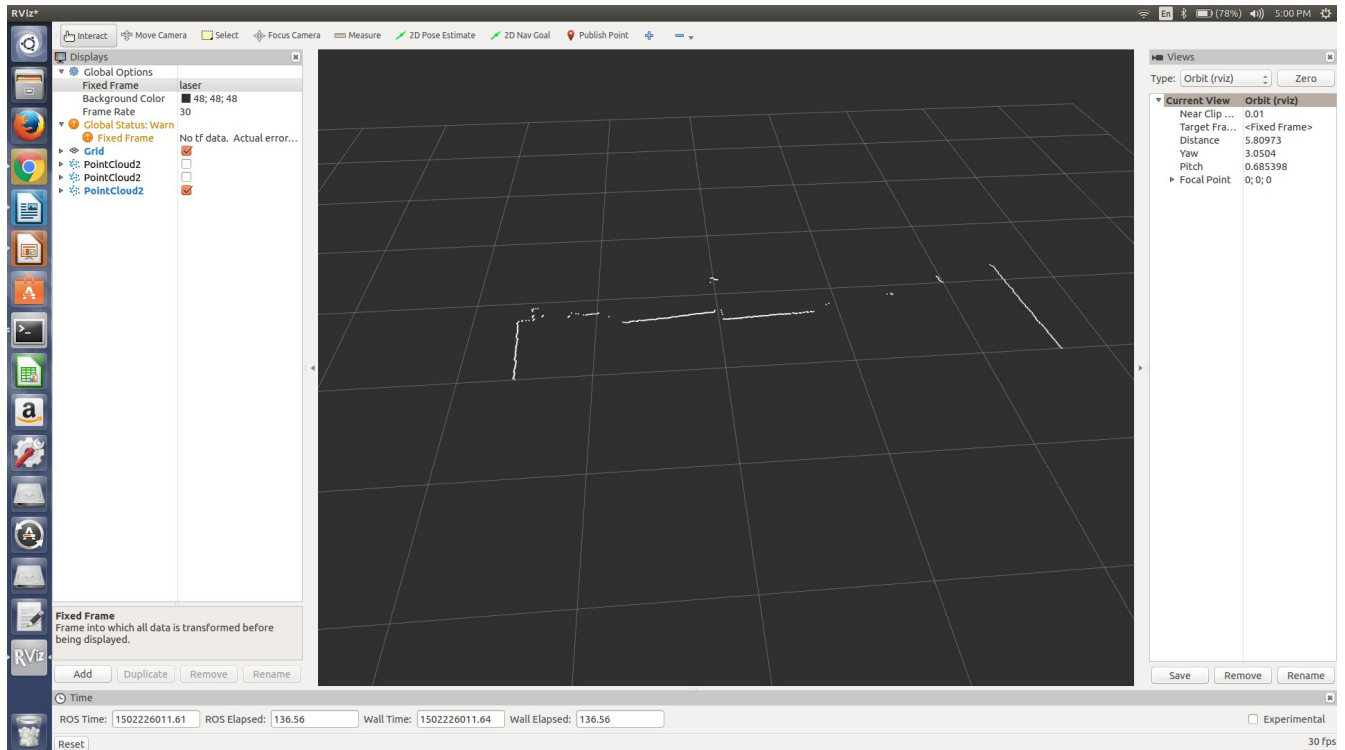 RViz*
En (78%) 5:00 PM
Interact Move Camera Select Focus Camera Measure 2D Pose Estimate 2D Nav Goal Publish Point
Displays
Global Options
Fixed Frame laser
Background Color 48; 48; 48
Frame Rate 30
Global Status: Warn
Fixed Frame No tf data. Actual error...
Grid
PointCloud2
PointCloud2
PointCloud2
Fixed Frame
Frame into which all data is transformed before
being displayed.
Add Duplicate Remove Rename
Views
Type: Orbit (rviz) Zero
Current View Orbit (rviz)
Near Clip ... 0.01
Target Fra... <Fixed Frame>
Distance 5.80973
Yaw 3.0504
Pitch 0.685398
Focal Point 0; 0; 0
Save Remove Rename
RViz
Time
ROS Time: 1502226011.61 ROS Elapsed: 136.56 Wall Time: 1502226011.64 Wall Elapsed: 136.56 Experimental
Reset 30 fps